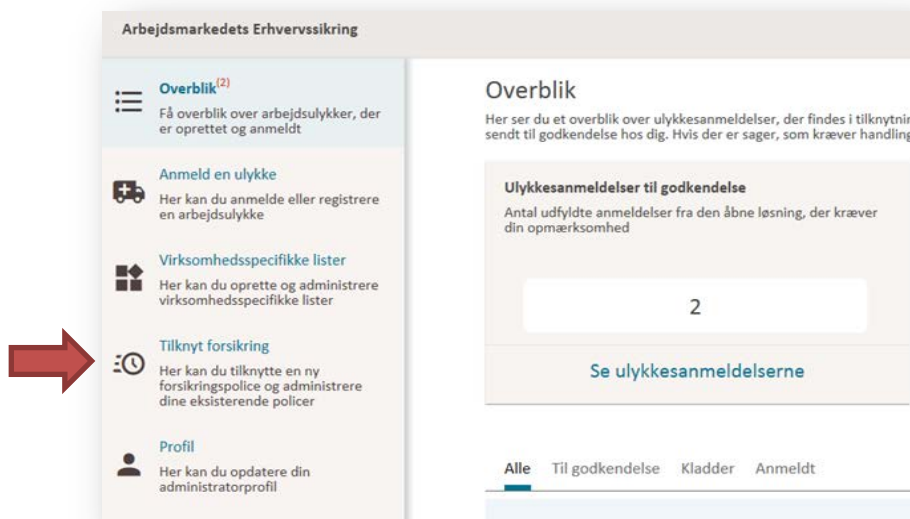 Arbejdsmarkedets Erhvervssikring
Overblik(2)
Få overblik over arbejdsulykker, der
er oprettet og anmeldt
Anmeld en ulykke
Her kan du anmelde eller registrere
en arbejdsulykke
Virksomhedsspecifikke lister
Her kan du oprette og administrere
virksomhedsspecifikke lister
Tilknyt forsikring
Her kan du tilknytte en ny
forsikringspolice og administrere
dine eksisterende policer
Profil
Her kan du opdatere din
administratorprofil
Overblik
Her ser du et overblik over ulykkesanmeldelser, der findes i
sendt til godkendelse hos dig. Hvis der er sager, som kræver
Ulykkesanmeldelser til godkendelse
Antal udfyldte anmeldelser fra den åbne løsning, der kræver
din opmærksomhed
2
Se ulykkesanmeldelserne
Alle Til godkendelse Kladder Anmeldt